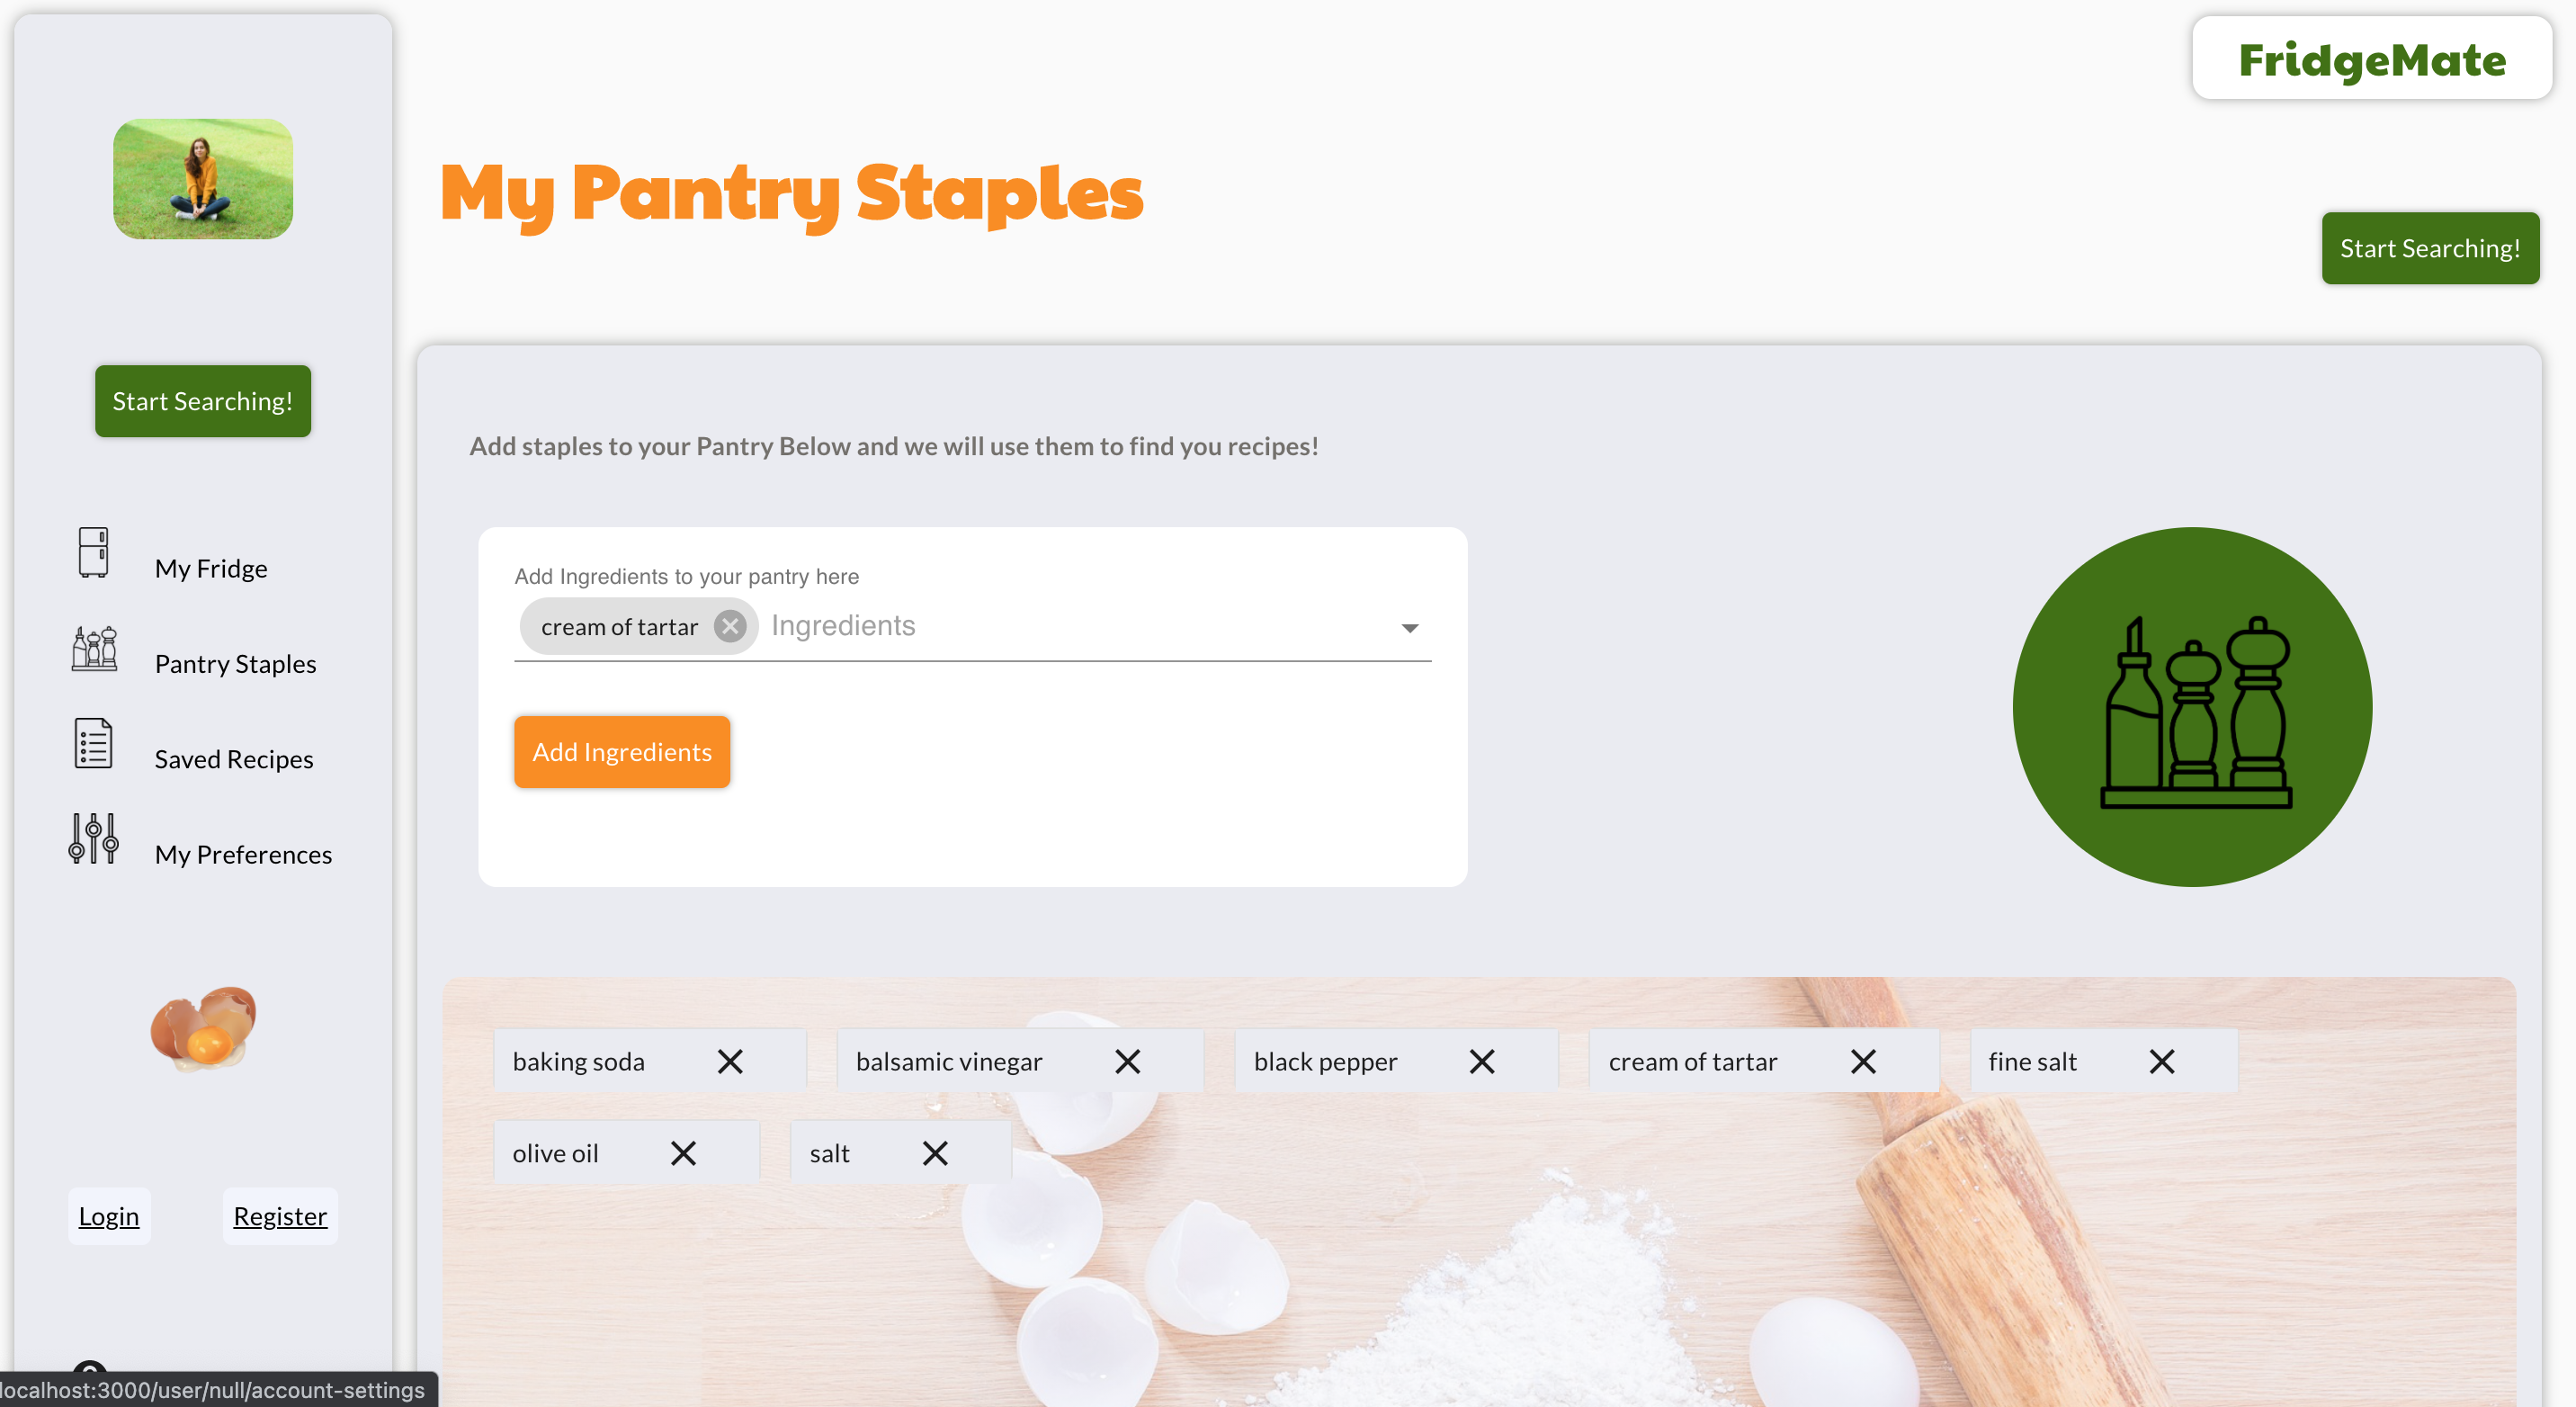 FridgeMate
My Pantry Staples
Start Searching!
Start Searching!
Add staples to your Pantry Below and we will use them to find you recipes!
My Fridge
Pantry Staples
Saved Recipes
My Preferences
Add Ingredients to your pantry here
cream of tartar Ingredients
Add Ingredients
baking soda balsamic vinegar black pepper cream of tartar fine salt
olive oil salt
Login Register
localhost:3000/user/null/account-settings